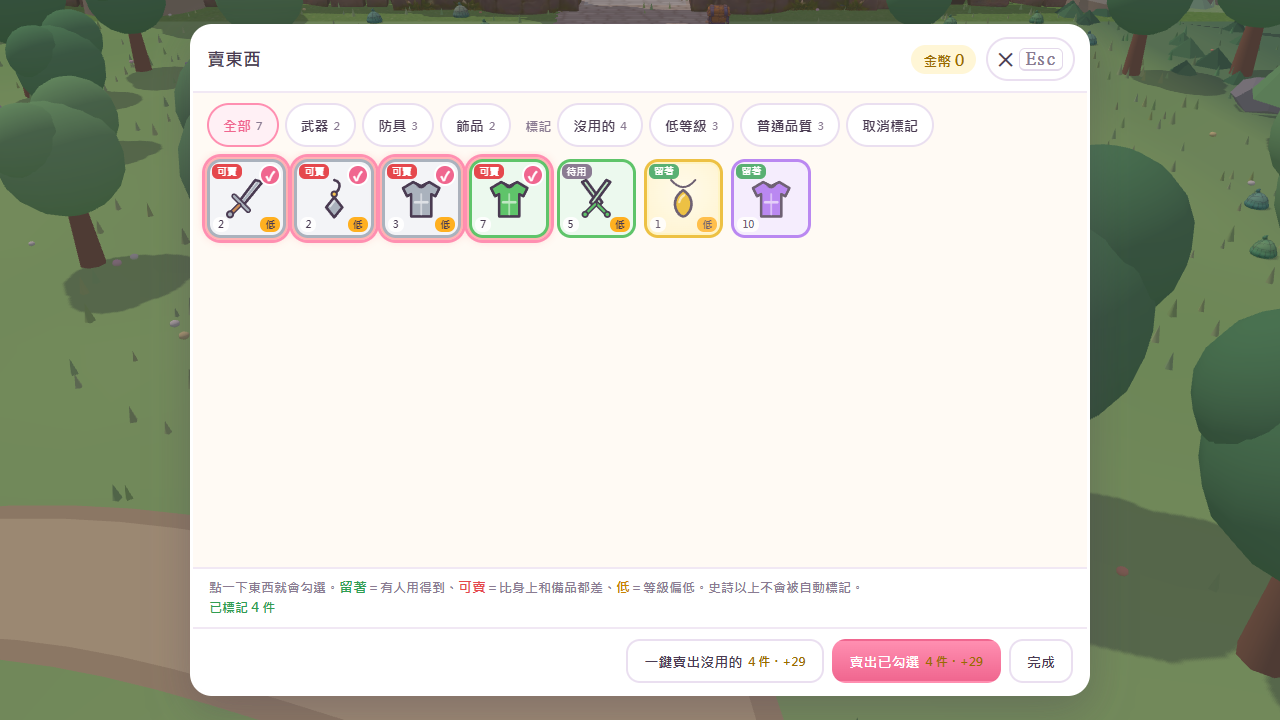 賣東西
金幣 0
Esc
全部 7
武器 2
防具 3
飾品 2
標記
沒用的 4
低等級 3
普通品質 3
取消標記
可賣
2
低
可賣
2
低
可賣
3
低
可賣
7
待用
5
低
留著
1
低
留著
10
點一下東西就會勾選。留著=有人用得到、可賣=比身上和備品都差、低=等級偏低。史詩以上不會被自動標記。
已標記 4 件
一鍵賣出沒用的 4 件・+29
賣出已勾選 4 件・+29
完成